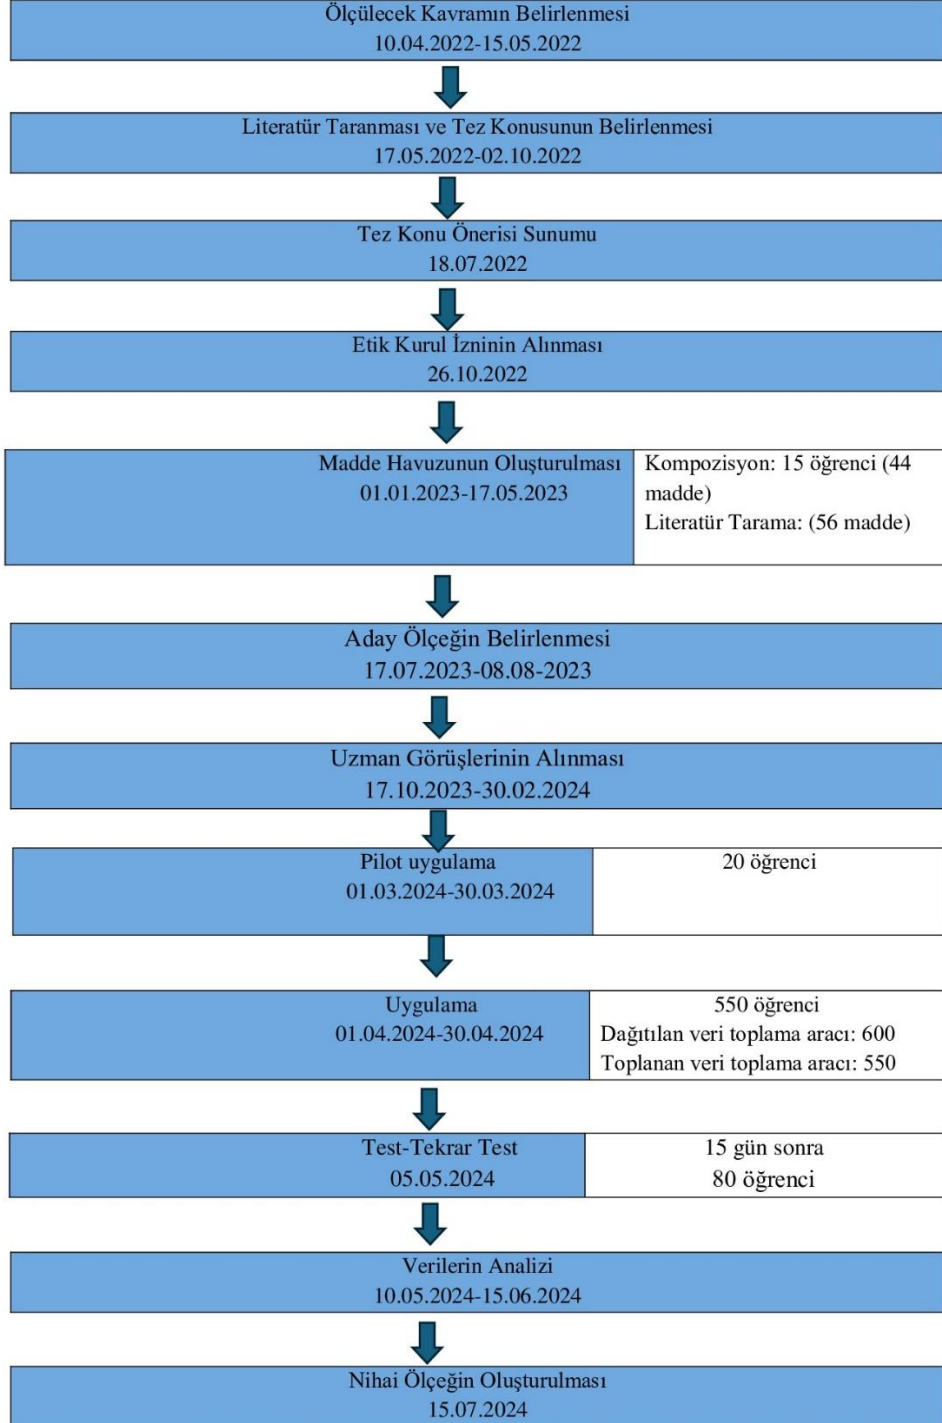 Ölçülecek Kavramın Belirlenmesi
10.04.2022-15.05.2022
Literatür Taranması ve Tez Konusunun Belirlenmesi
17.05.2022-02.10.2022
Tez Konu Önerisi Sunumu
18.07.2022
Etik Kurul İzninin Alınması
26.10.2022
Madde Havuzunun Oluşturulması
01.01.2023-17.05.2023
Kompozisyon: 15 öğrenci (44
madde)
Literatür Tarama: (56 madde)
Aday Ölçeğin Belirlenmesi
17.07.2023-08.08-2023
Uzman Görüşlerinin Alınması
17.10.2023-30.02.2024
Pilot uygulama
01.03.2024-30.03.2024
20 öğrenci
Uygulama
01.04.2024-30.04.2024
550 öğrenci
Dağıtılan veri toplama aracı: 600
Toplanan veri toplama aracı: 550
Test-Tekrar Test
05.05.2024
15 gün sonra
80 öğrenci
Verilerin Analizi
10.05.2024-15.06.2024
Nihai Ölçeğin Oluşturulması
15.07.2024